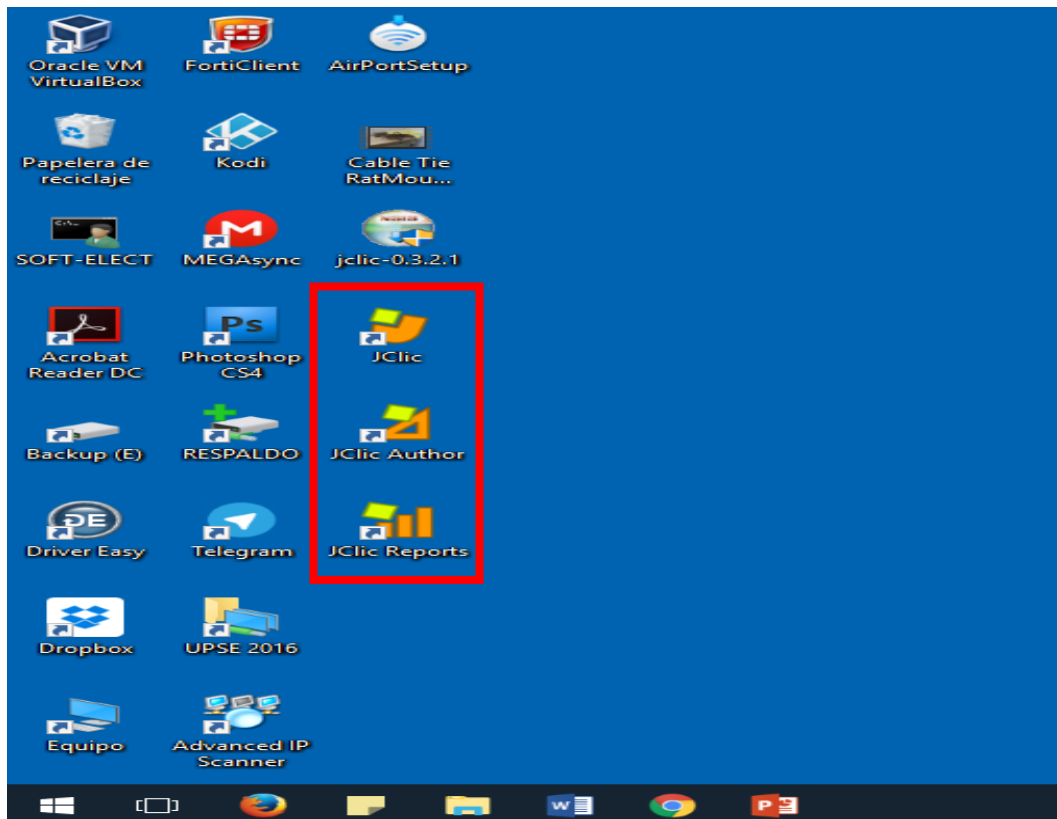 Oracle VM
VirtualBox
FortiClient
AirPortSetup
Papelera de
reciclaje
Kodi
Cable Tie
RatMou...
SOFT-ELECT
MEGAsync
jclic-0.3.2.1
Acrobat
Reader DC
Ps
Photoshop
CS4
JClic
Backup (E)
RESPALDO
JClic Author
DE
Driver Easy
Telegram
JClic Reports
Dropbox
UPSE 2016
Equipo
Advanced IP
Scanner